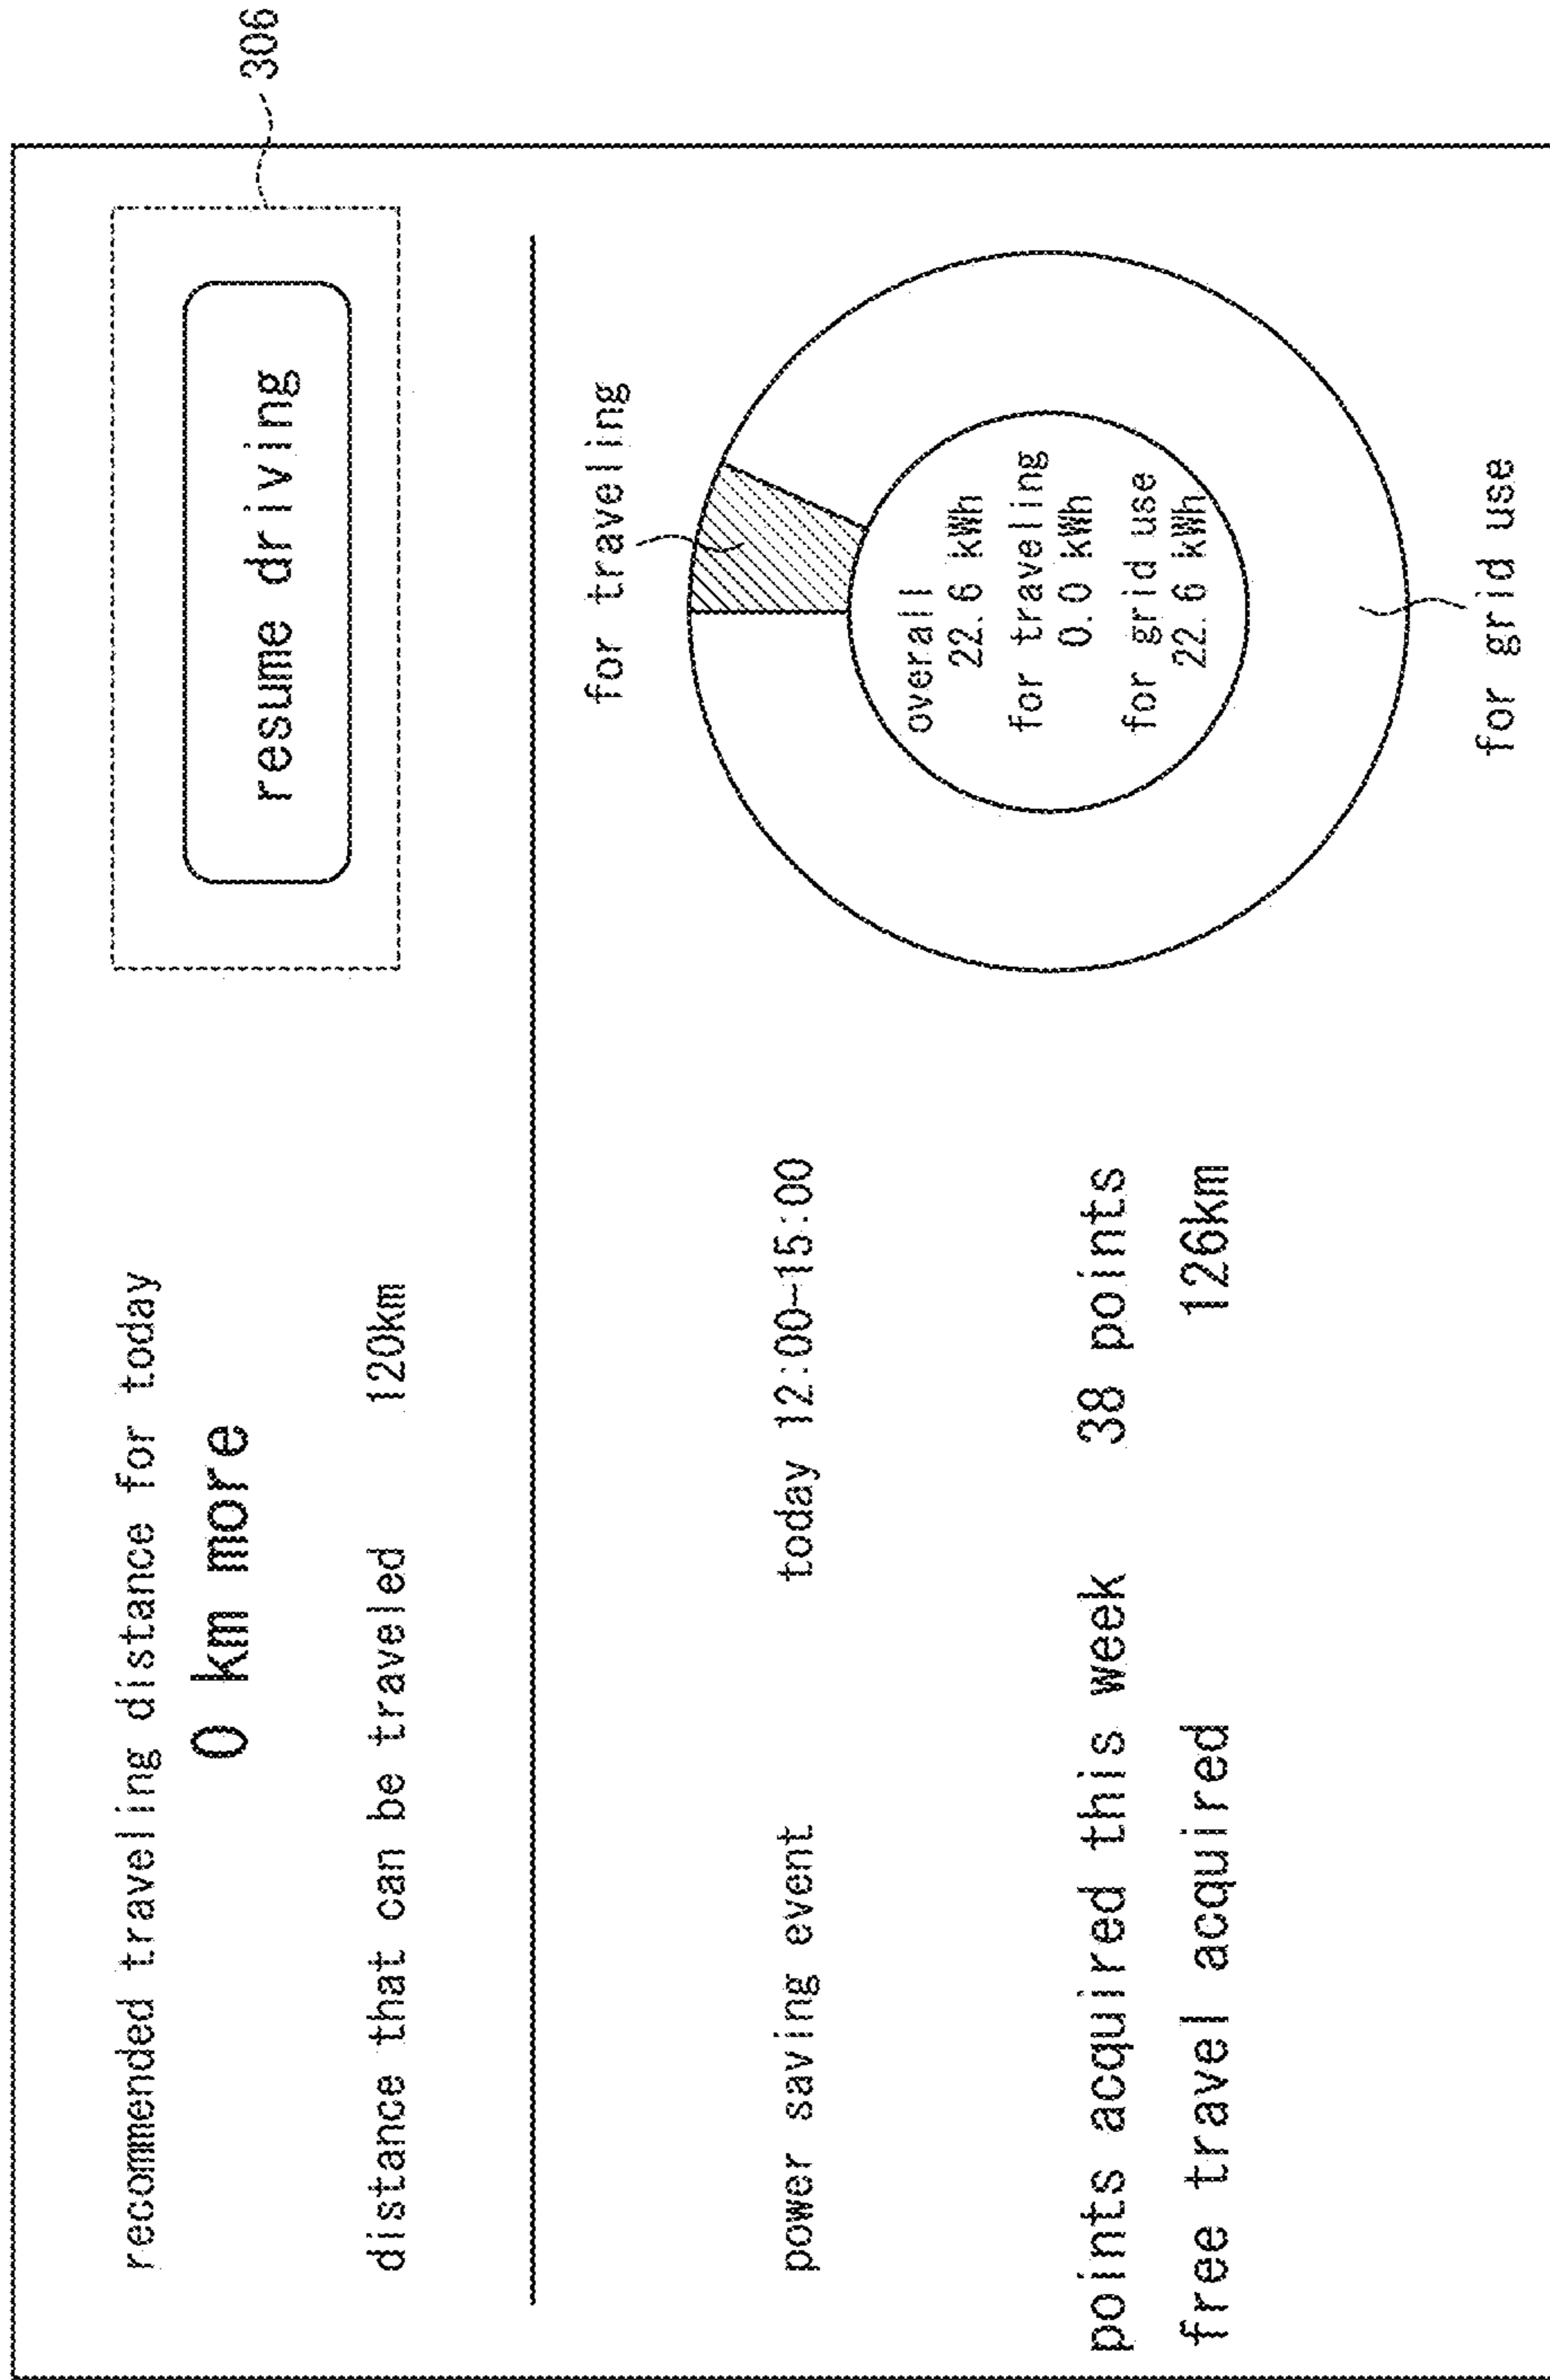 306
recommended traveling distance for today
0 km more
resume driving
distance that can be traveled 120km
for traveling
power saving event today 12:00-15:00
overall
22.6 kWh
for traveling
0.0 kWh
for grid use
22.6 kWh
points acquired this week 38 points
free travel acquired 126km
for grid use